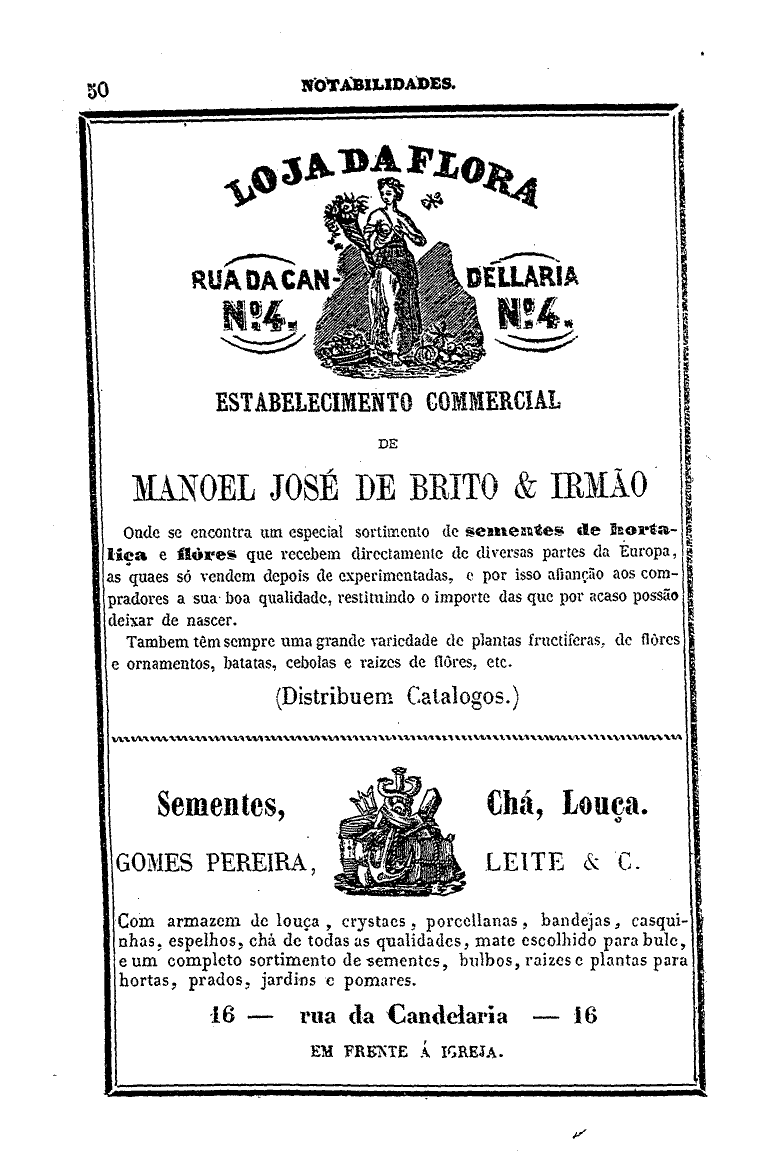 50
NOTABILIDADES.
LOJA DA FLORA
RUA DA CAN-DELLARIA
Nº 4. Nº 4.
ESTABELECIMENTO COMMERCIAL
DE
MANOEL JOSÉ DE BRITO & IRMÃO
Onde se encontra um especial sortimento de sementes de horta-
liça e flôres que recebem directamente de diversas partes da Europa,
as quaes só vendem depois de experimentadas, e por isso afianção aos com-
pradores a sua boa qualidade, restituindo o importe das que por acaso possão
deixar de nascer.
Tambem têm sempre uma grande variedade de plantas fructiferas, de flôres
e ornamentos, batatas, cebolas e raizes de flôres, etc.
(Distribuem Catalogos.)
Sementes, Chá, Louça.
GOMES PEREIRA, LEITE & C.
Com armazem de louça, crystaes, porcellanas, bandejas, casqui-
nhas, espelhos, chá de todas as qualidades, mate escolhido para bule,
e um completo sortimento de sementes, bulbos, raizes e plantas para
hortas, prados, jardins e pomares.
16 — rua da Candelaria — 16
EM FRENTE Á IGREJA.